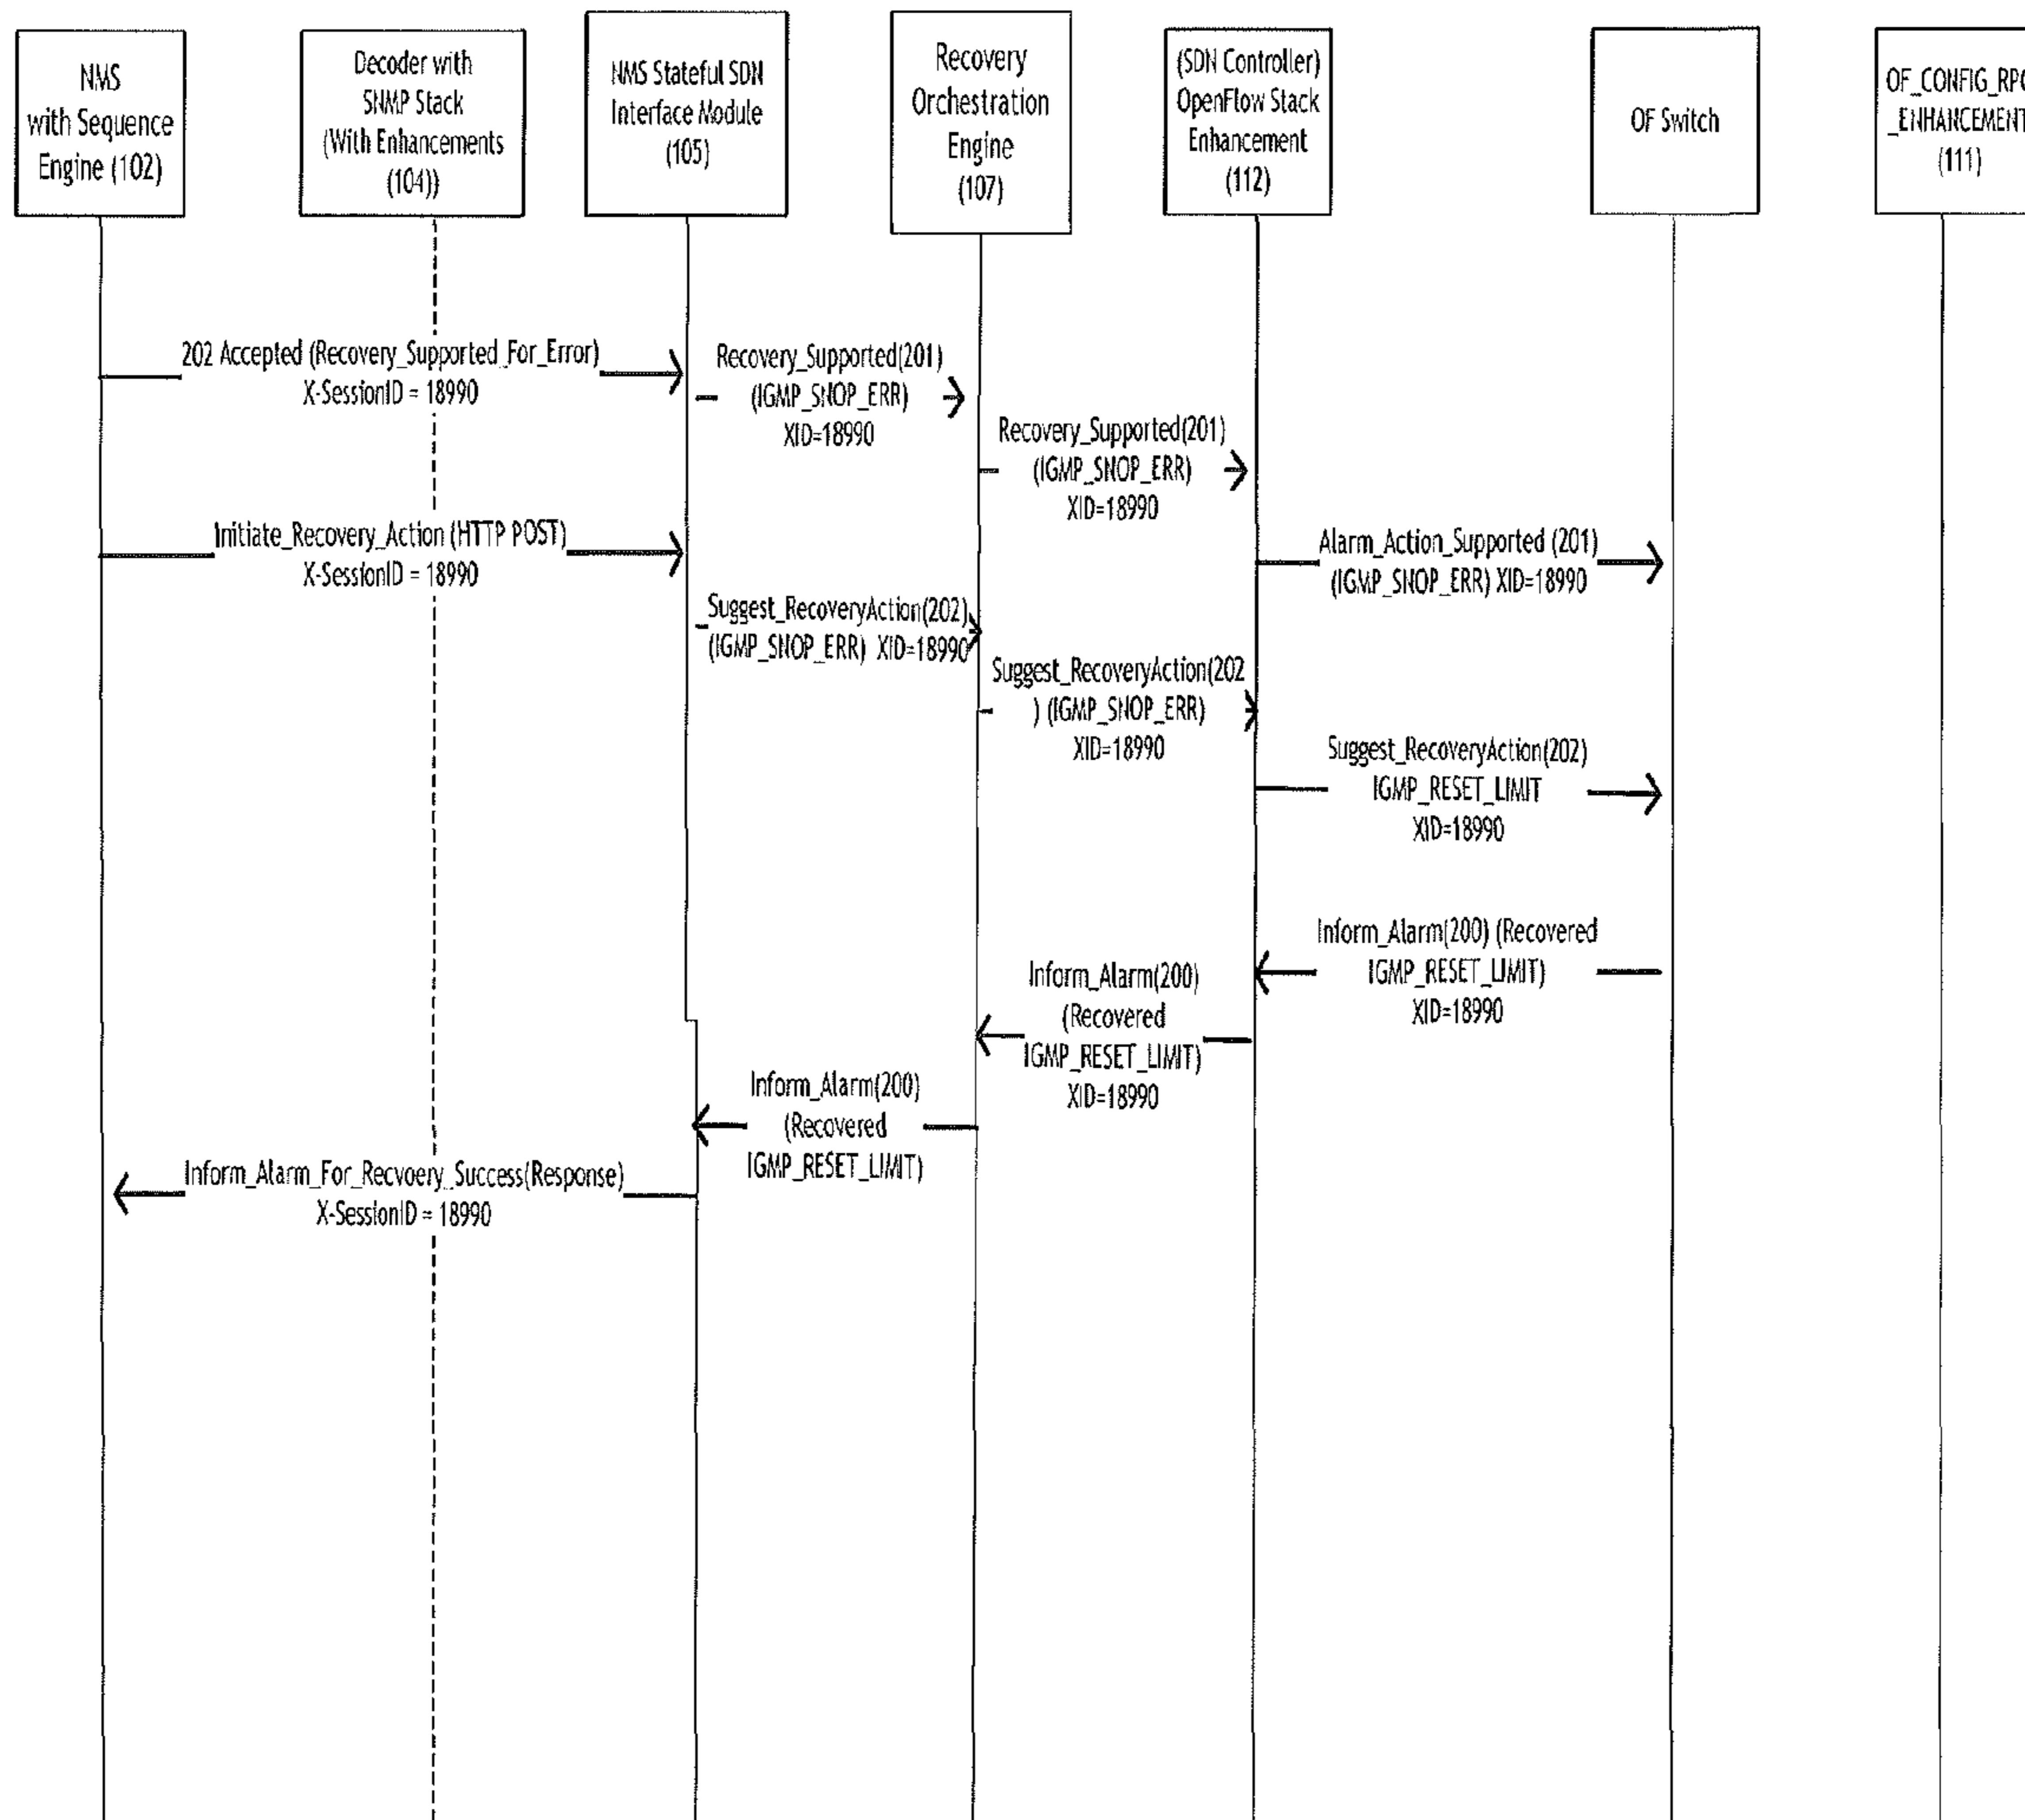 NMS
with Sequence
Engine (102)
Decoder with
SNMP Stack
(With Enhancements
(104))
NMS Stateful SDN
Interface Module
(105)
Recovery
Orchestration
Engine
(107)
(SDN Controller)
OpenFlow Stack
Enhancement
(112)
OF Switch
OF_CONFIG_RPC
_ENHANCEMENT
(111)
202 Accepted (Recovery_Supported_For_Error)
X-SessionID = 18990
Recovery_Supported(201)
(IGMP_SNOP_ERR)
XID=18990
Recovery_Supported(201)
(IGMP_SNOP_ERR)
XID=18990
Initiate_Recovery_Action (HTTP POST)
X-SessionID = 18990
Alarm_Action_Supported (201)
(IGMP_SNOP_ERR) XID=18990
Suggest_RecoveryAction(202)
(IGMP_SNOP_ERR) XID=18990
Suggest_RecoveryAction(202
) (IGMP_SNOP_ERR)
XID=18990
Suggest_RecoveryAction(202)
IGMP_RESET_LIMIT
XID=18990
Inform_Alarm(200) (Recovered
IGMP_RESET_LIMIT)
XID=18990
Inform_Alarm(200)
(Recovered
IGMP_RESET_LIMIT)
XID=18990
Inform_Alarm(200)
(Recovered
IGMP_RESET_LIMIT)
Inform_Alarm_For_Recvoery_Success(Response)
X-SessionID = 18990